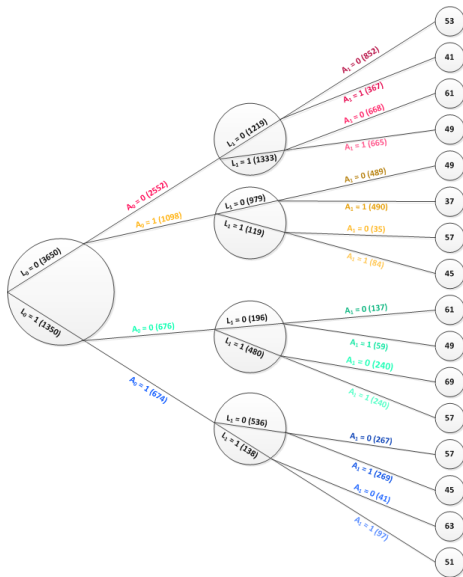 53
A₁ = 0 (852)
41
A₁ = 1 (367)
61
L₁ = 0 (1219)
A₁ = 0 (668)
49
A₁ = 1 (665)
L₁ = 1 (1333)
A₀ = 0 (2552)
49
A₁ = 0 (489)
37
L₁ = 0 (979)
A₁ = 1 (490)
A₀ = 1 (1098)
L₁ = 1 (119)
57
A₁ = 0 (35)
45
A₁ = 1 (84)
L₀ = 0 (3650)
L₀ = 1 (1350)
61
A₁ = 0 (137)
A₀ = 0 (676)
L₁ = 0 (196)
49
A₁ = 1 (59)
L₁ = 1 (480)
69
A₁ = 0 (240)
57
A₁ = 1 (240)
A₀ = 1 (674)
L₁ = 0 (536)
57
A₁ = 0 (267)
L₁ = 1 (138)
45
A₁ = 1 (269)
63
A₁ = 0 (41)
51
A₁ = 1 (97)